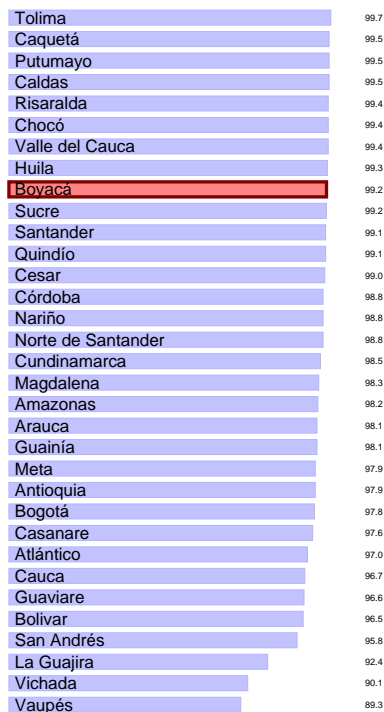 Tolima 99.7
Caquetá 99.5
Putumayo 99.5
Caldas 99.5
Risaralda 99.4
Chocó 99.4
Valle del Cauca 99.4
Huila 99.3
Boyacá 99.2
Sucre 99.2
Santander 99.1
Quindío 99.1
Cesar 99.0
Córdoba 98.8
Nariño 98.8
Norte de Santander 98.8
Cundinamarca 98.5
Magdalena 98.3
Amazonas 98.2
Arauca 98.1
Guainía 98.1
Meta 97.9
Antioquia 97.9
Bogotá 97.8
Casanare 97.6
Atlántico 97.0
Cauca 96.7
Guaviare 96.6
Bolivar 96.5
San Andrés 95.8
La Guajira 92.4
Vichada 90.1
Vaupés 89.3